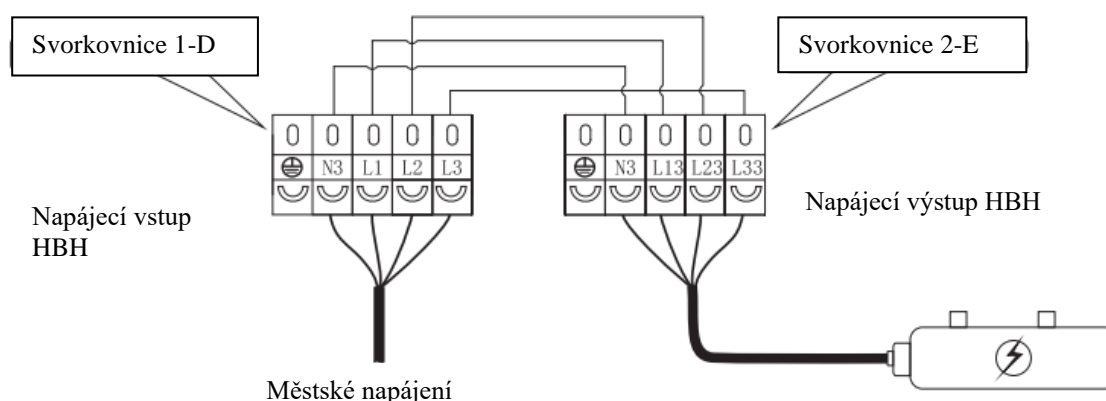 Svorkovnice 1-D
Svorkovnice 2-E
N3 L1 L2 L3
N3 L13 L23 L33
Napájecí vstup
HBH
Napájecí výstup HBH
Městské napájení